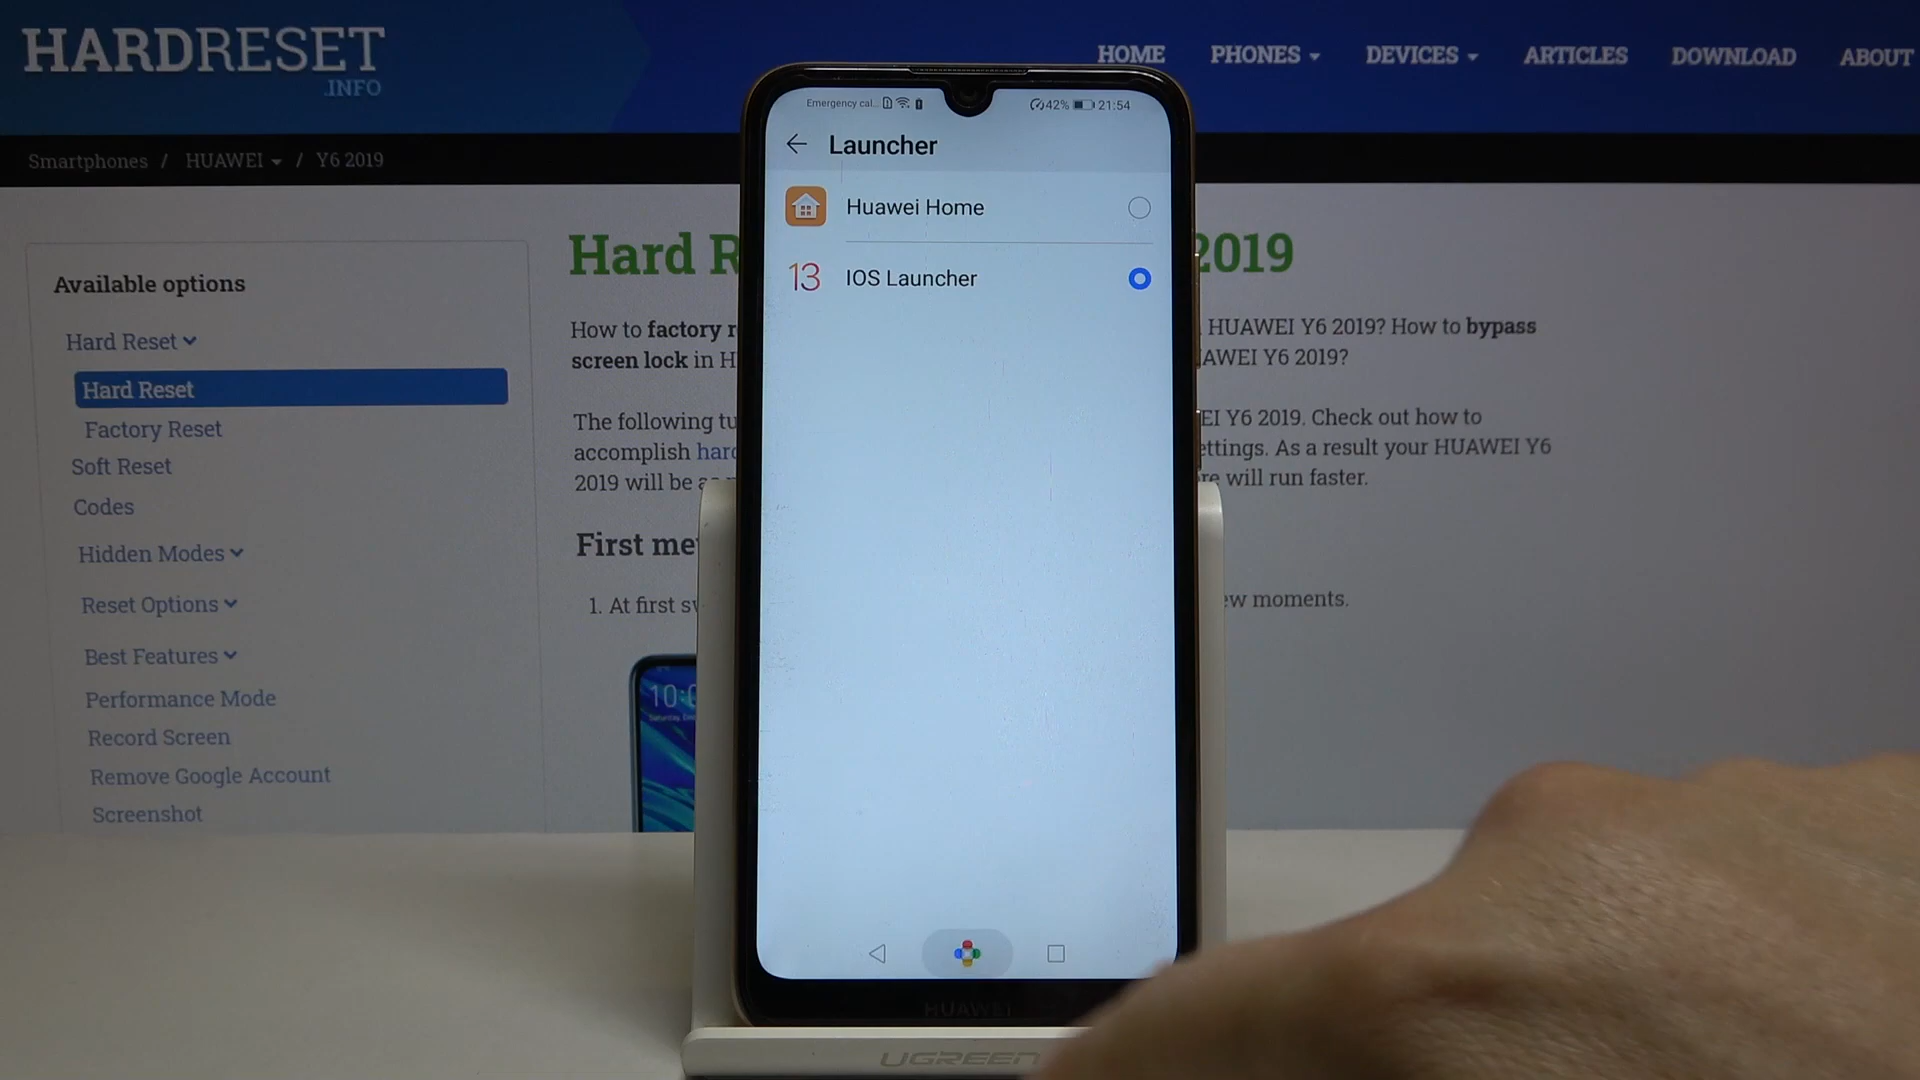 HARDRESET
.INFO
HOME PHONES DEVICES ARTICLES DOWNLOAD ABOUT
Smartphones / HUAWEI / Y6 2019
Available options
Hard Reset
Hard Reset
Factory Reset
Soft Reset
Codes
Hidden Modes
Reset Options
Best Features
Performance Mode
Record Screen
Remove Google Account
Screenshot
Hard R
2019
How to factory r
HUAWEI Y6 2019? How to bypass
screen lock in H
AWEI Y6 2019?
The following tu
EI Y6 2019. Check out how to
accomplish hard
ettings. As a result your HUAWEI Y6
2019 will be as
re will run faster.
First me
1. At first sw
ew moments.
10:0
Emergency cal... 42% 21:54
Launcher
Huawei Home
13 IOS Launcher
HUAWEI
UGREEN